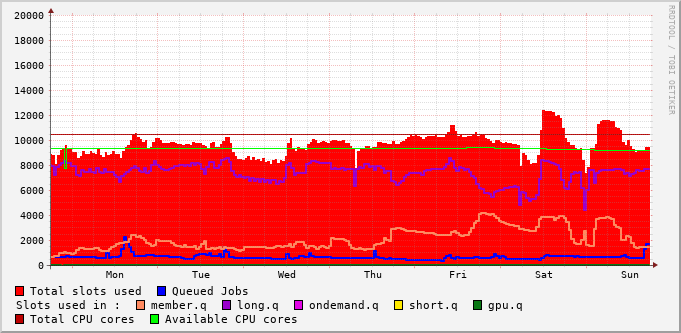 20000
18000
16000
14000
12000
10000
8000
6000
4000
2000
0
Mon Tue Wed Thu Fri Sat Sun
RRDTOOL / TOBI OETIKER
Total slots used Queued Jobs
Slots used in : member.q long.q ondemand.q short.q gpu.q
Total CPU cores Available CPU cores